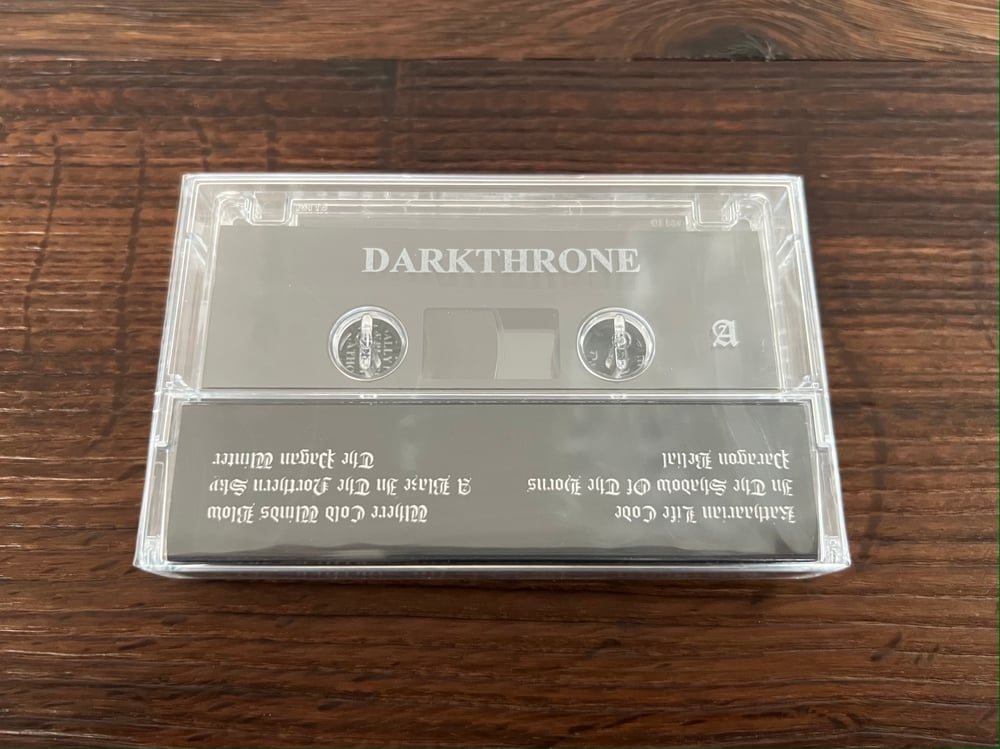 DARKTHRONE
A
Kathaarian Life Code
In The Shadow Of The Horns
Paragon Belial
Where Cold Winds Blow
A Blaze In The Northern Sky
The Pagan Winter